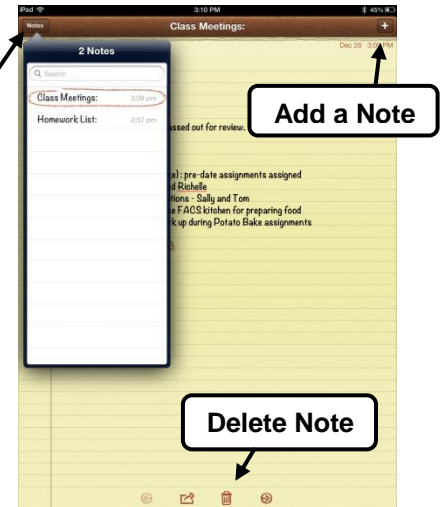 iPad 3:10 PM 45%
Notes Class Meetings: +
2 Notes
Dec 26 3:09 PM
Search
Class Meetings: 3:09 pm
Add a Note
Homework List: 2:57 pm
assed out for review.
te) : pre-date assignments assigned
d Richelle
tions - Sally and Tom
e FACS kitchen for preparing food
k up during Potato Bake assignments
Delete Note